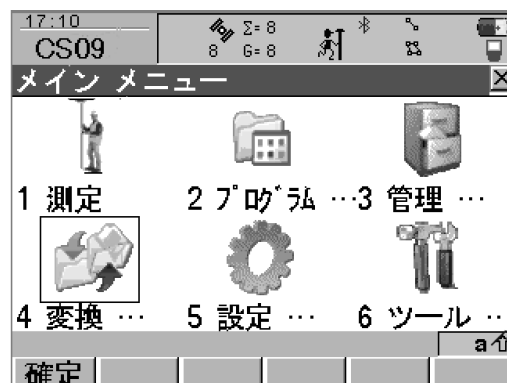 17:10
CS09
Σ= 8
8 G= 8
メイン メニュー
1 測定
2 ﾌﾟﾛｸﾞﾗﾑ …
3 管理 …
4 変換 …
5 設定 …
6 ツール …
a
確定